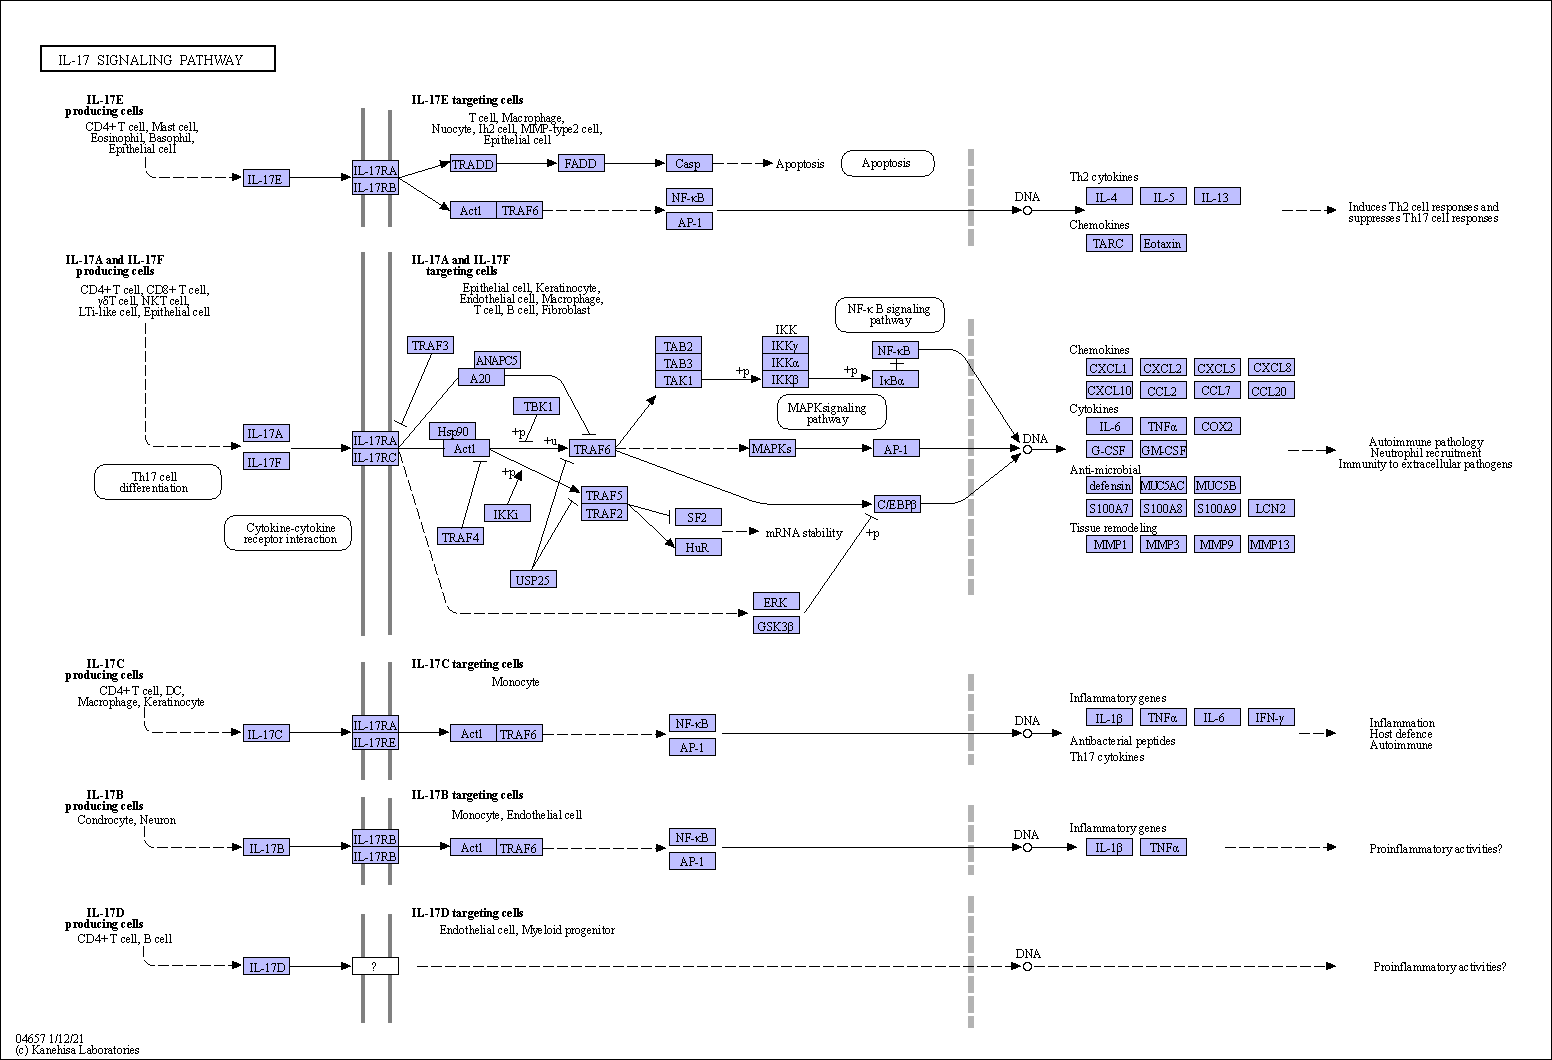 IL-17 SIGNALING PATHWAY
IL-17E
producing cells
CD4+ T cell, Mast cell,
Eosinophil, Basophil,
Epithelial cell
IL-17E
IL-17RA
IL-17RB
IL-17E targeting cells
T cell, Macrophage,
Nuocyte, Ih2 cell, MMP-type2 cell,
Epithelial cell
TRADD
FADD
Casp
Apoptosis
Apoptosis
Act1
TRAF6
NF-κB
AP-1
DNA
Th2 cytokines
IL-4
IL-5
IL-13
Chemokines
TARC
Eotaxin
Induces Th2 cell responses and
suppresses Th17 cell responses
IL-17A and IL-17F
producing cells
CD4+ T cell, CD8+ T cell,
γδT cell, NKT cell,
LTi-like cell, Epithelial cell
IL-17A
IL-17F
Th17 cell
differentiation
Cytokine-cytokine
receptor interaction
IL-17RA
IL-17RC
IL-17A and IL-17F
targeting cells
Epithelial cell, Keratinocyte,
Endothelial cell, Macrophage,
T cell, B cell, Fibroblast
TRAF3
ANAPC5
A20
TBK1
Hsp90
Act1
+p
+u
TRAF6
+p
IKKi
TRAF4
USP25
TRAF5
TRAF2
SF2
HuR
mRNA stability
TAB2
TAB3
TAK1
+p
IKK
IKKγ
IKKα
IKKβ
+p
NF-κB
IκBα
NF-κ B signaling
pathway
MAPK signaling
pathway
MAPKs
AP-1
C/EBPβ
+p
ERK
GSK3β
DNA
Chemokines
CXCL1
CXCL2
CXCL5
CXCL8
CXCL10
CCL2
CCL7
CCL20
Cytokines
IL-6
TNFα
COX2
G-CSF
GM-CSF
Anti-microbial
defensin
MUC5AC
MUC5B
S100A7
S100A8
S100A9
LCN2
Tissue remodeling
MMP1
MMP3
MMP9
MMP13
Autoimmune pathology
Neutrophil recruitment
Immunity to extracellular pathogens
IL-17C
producing cells
CD4+ T cell, DC,
Macrophage, Keratinocyte
IL-17C
IL-17RA
IL-17RE
IL-17C targeting cells
Monocyte
Act1
TRAF6
NF-κB
AP-1
DNA
Inflammatory genes
IL-1β
TNFα
IL-6
IFN-γ
Antibacterial peptides
Th17 cytokines
Inflammation
Host defence
Autoimmune
IL-17B
producing cells
Condrocyte, Neuron
IL-17B
IL-17RB
IL-17RB
IL-17B targeting cells
Monocyte, Endothelial cell
Act1
TRAF6
NF-κB
AP-1
DNA
Inflammatory genes
IL-1β
TNFα
Proinflammatory activities?
IL-17D
producing cells
CD4+ T cell, B cell
IL-17D
?
IL-17D targeting cells
Endothelial cell, Myeloid progenitor
DNA
Proinflammatory activities?
04657 1/12/21
(c) Kanehisa Laboratories